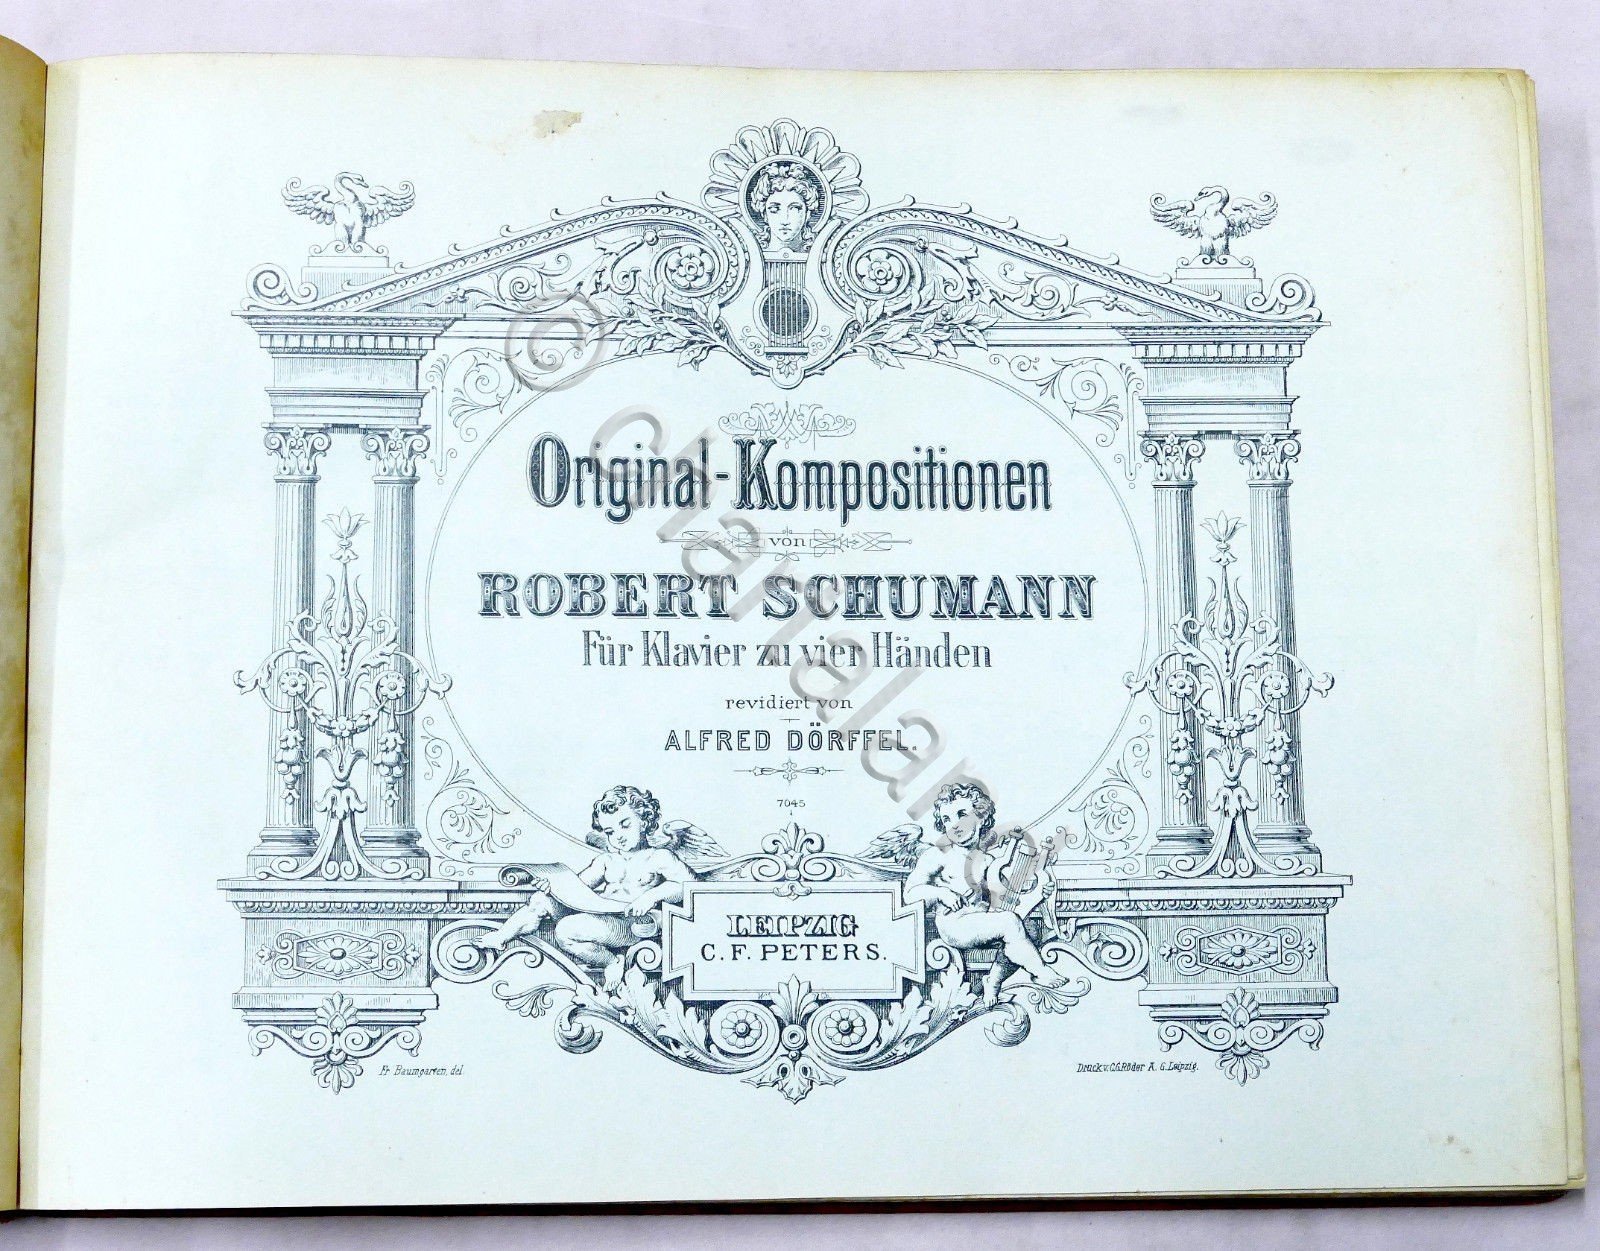 Original-Kompositionen
von
ROBERT SCHUMANN
Für Klavier zu vier Händen
revidiert von
ALFRED DÖRFFEL.
7045
LEIPZIG
C. F. PETERS.
Fr Baumgarten, del.
Druck v. C.G. Röder A. G. Leipzig.
© Charlaland